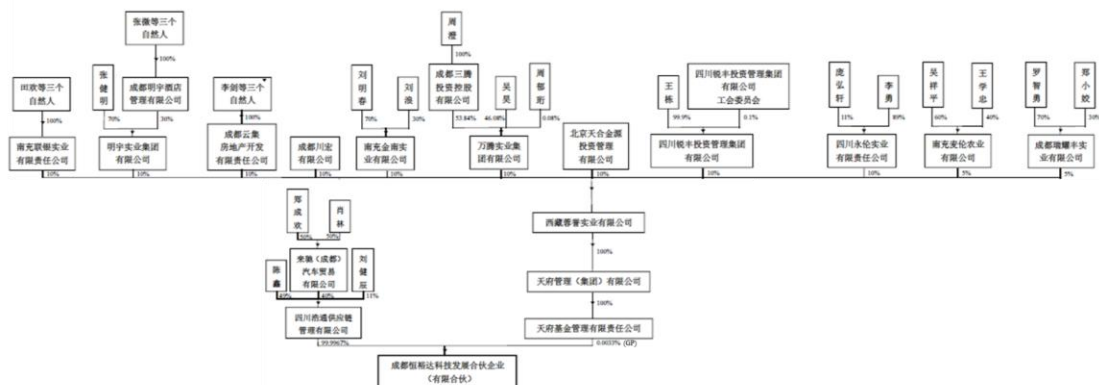 张薇等三个
自然人
100%
周
澄
100%
田欢等三个
自然人
100%
张
健
明
70%
成都明宇酒店
管理有限公司
30%
李剑等三个
自然人
100%
刘
明
春
70%
刘
浪
30%
成都三腾
投资控股
有限公司
53.84%
吴
昊
46.08%
周
郁
珩
0.08%
王
栋
99.9%
四川锐丰投资管理集团
有限公司
工会委员会
0.1%
庞
弘
轩
11%
李
勇
89%
吴
祥
平
60%
王
学
忠
40%
罗
智
勇
70%
郑
小
姣
30%
南充联银实业
有限责任公司
10%
明宇实业集团
有限公司
10%
成都云集
房地产开发
有限责任公司
10%
成都川宏
有限公司
10%
南充金南实
业有限公司
10%
万腾实业集
团有限公司
10%
北京天合金源
投资管理
有限公司
10%
四川锐丰投资管理集团
有限公司
10%
四川永伦实业
有限责任公司
10%
南充麦伦农业
有限公司
5%
成都瑞耀丰实
业有限公司
5%
西藏蓉誉实业有限公司
100%
天府管理（集团）有限公司
100%
天府基金管理有限责任公司
0.0033% (GP)
郑
成
欢
50%
肖
林
50%
陈
鑫
49%
来驰（成都）
汽车贸易
有限公司
40%
刘
健
辰
11%
四川浩通供应链
管理有限公司
99.9967%
成都恒裕达科技发展合伙企业
（有限合伙）